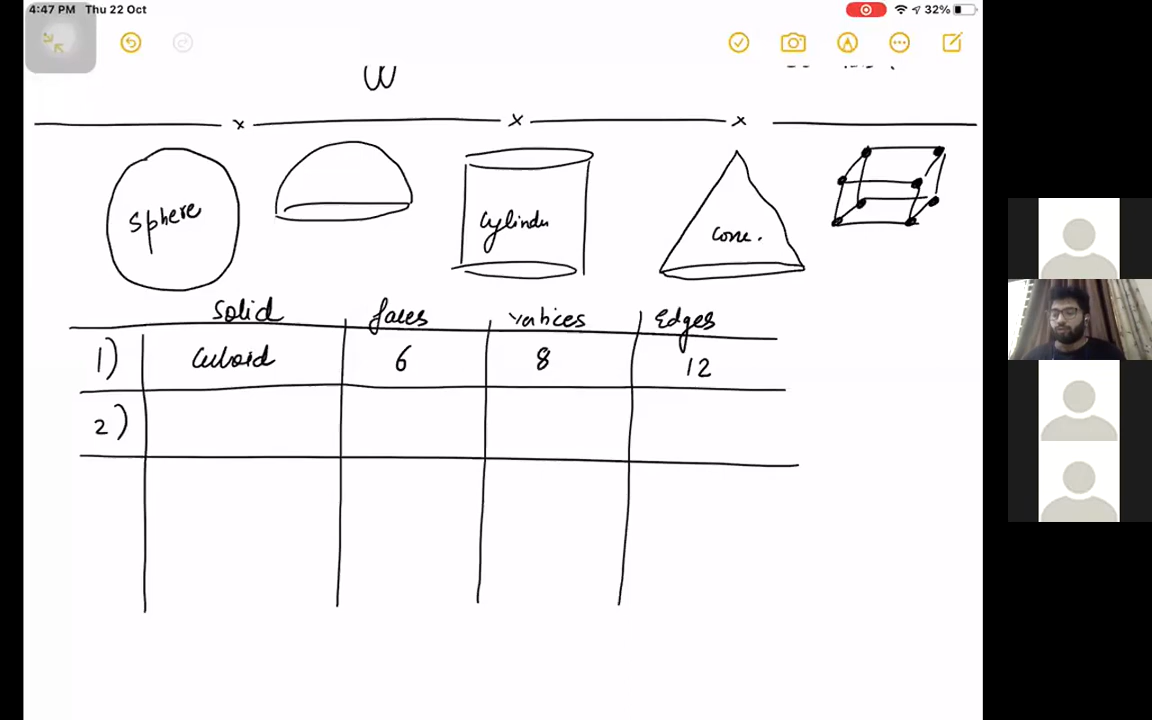 4:47 PM Thu 22 Oct
32%
x x x
sphere
cylinder
cone.
Solid faces vertices Edges
1) Cuboid 6 8 12
2)